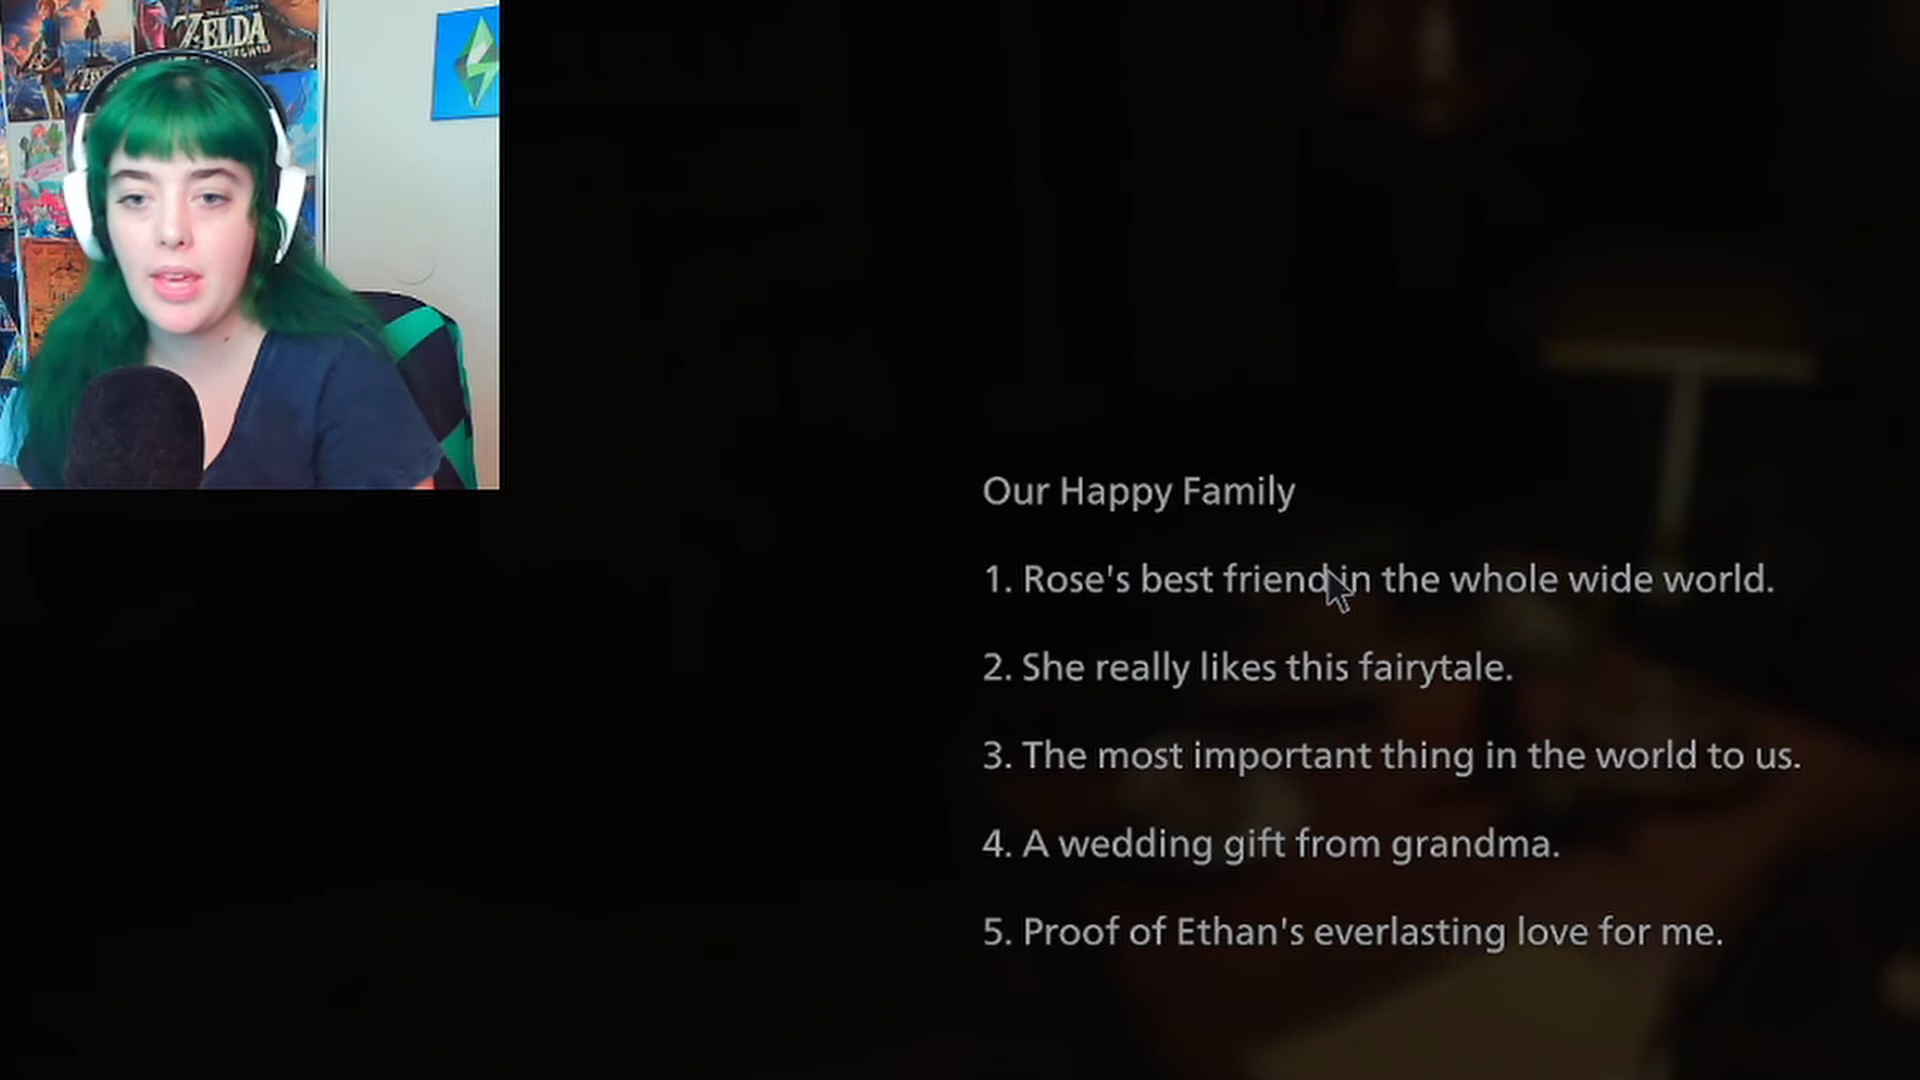 ZELDA
Our Happy Family
1. Rose's best friend in the whole wide world.
2. She really likes this fairytale.
3. The most important thing in the world to us.
4. A wedding gift from grandma.
5. Proof of Ethan's everlasting love for me.